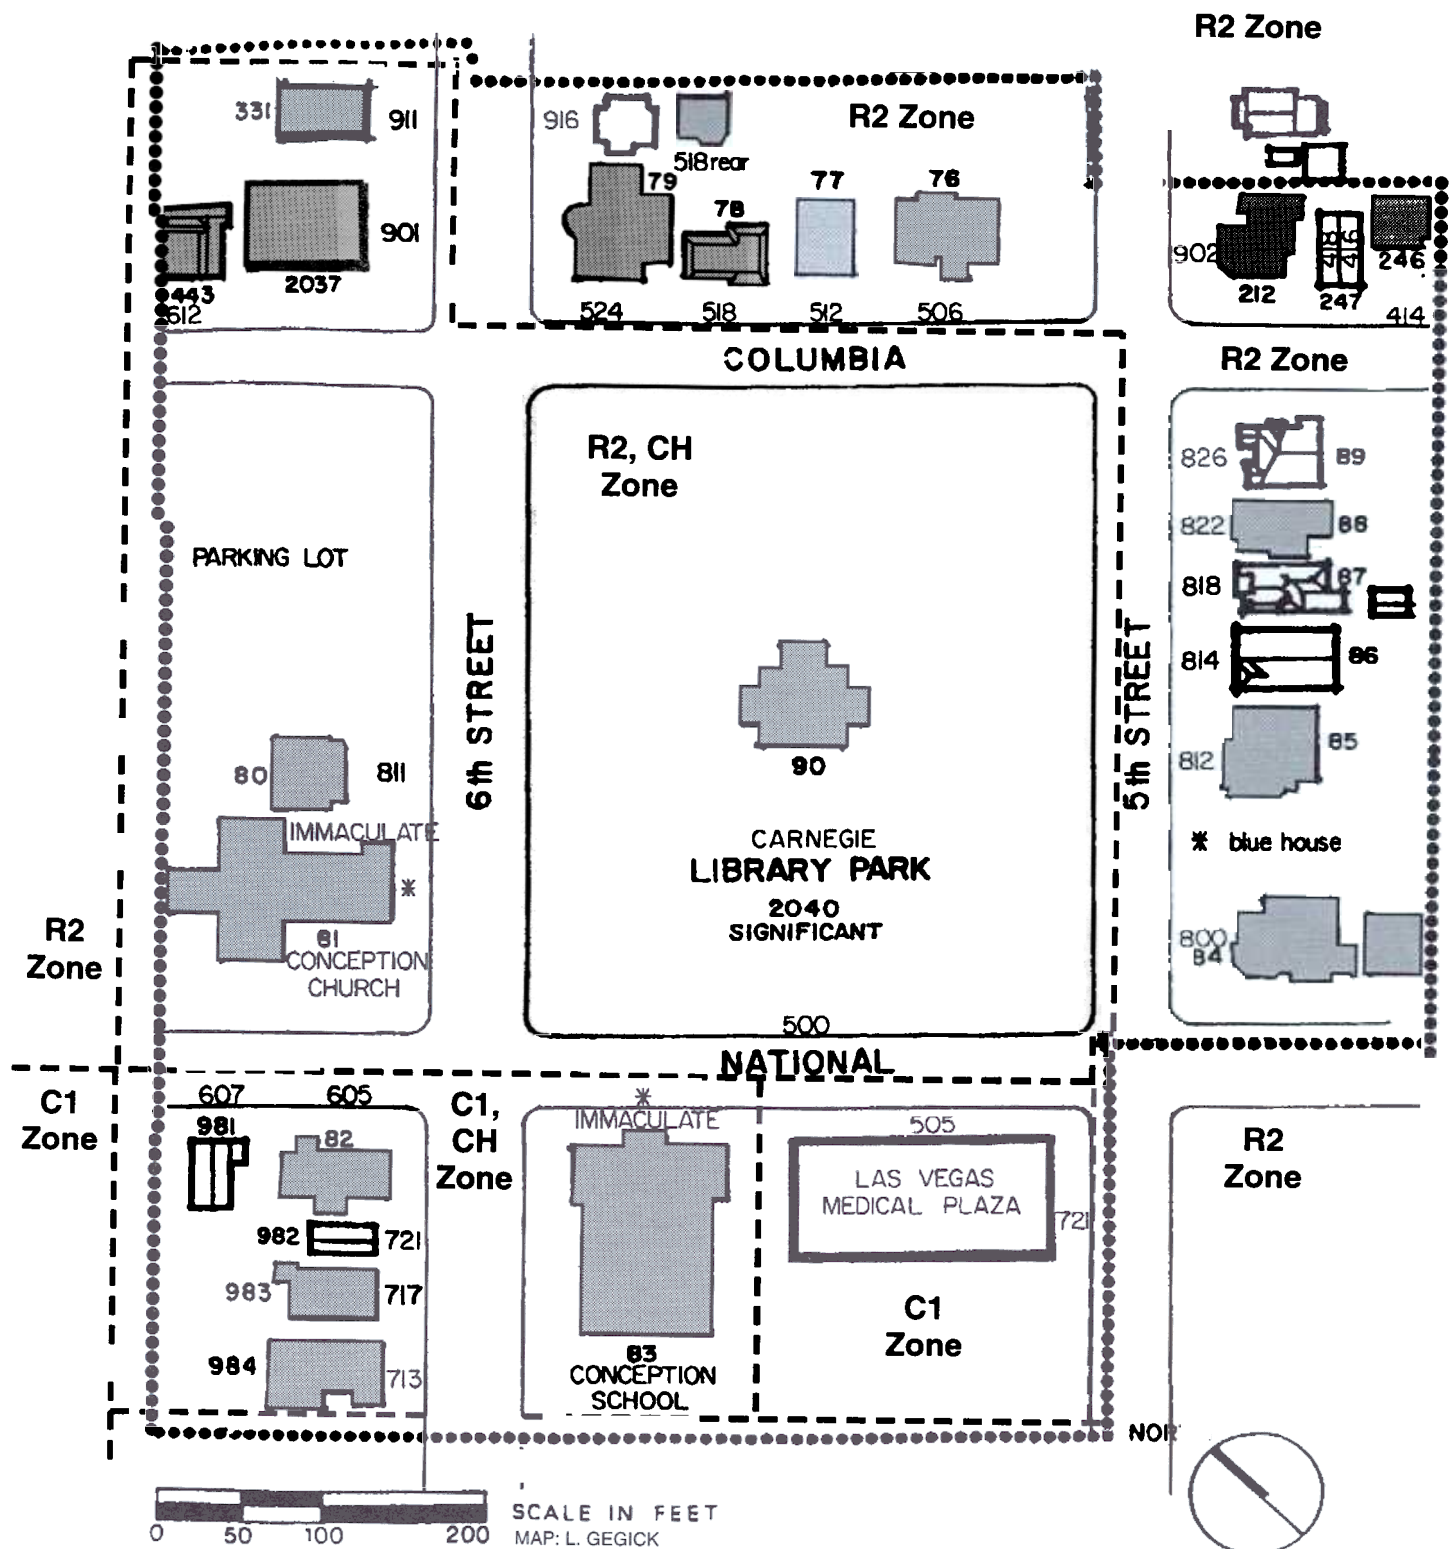 R2 Zone
331
911
916
518 rear
R2 Zone
79
78
77
76
901
443
612
2037
524
518
512
506
902
212
418
416
247
246
414
COLUMBIA
R2 Zone
R2, CH
Zone
826
89
822
88
818
87
814
86
812
85
PARKING LOT
6th STREET
5th STREET
90
80
811
IMMACULATE
81
CONCEPTION
CHURCH
CARNEGIE
LIBRARY PARK
2040
SIGNIFICANT
* blue house
*
800
84
R2
Zone
500
NATIONAL
C1
Zone
607
605
981
82
C1,
CH
Zone
*
IMMACULATE
505
LAS VEGAS
MEDICAL PLAZA
721
R2
Zone
982
721
983
717
984
713
83
CONCEPTION
SCHOOL
C1
Zone
NOR
0
50
100
200
SCALE IN FEET
MAP: L. GEGICK